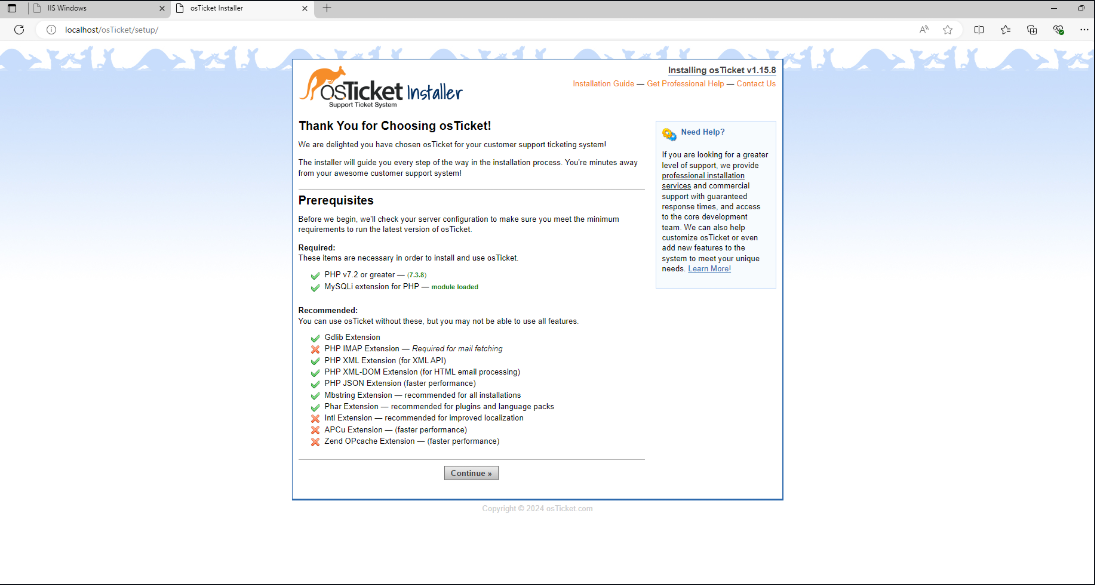 IIS Windows
osTicket Installer
localhost/osTicket/setup/
osTicket Installer
Support Ticket System
Installing osTicket v1.15.8
Installation Guide — Get Professional Help — Contact Us
Thank You for Choosing osTicket!
We are delighted you have chosen osTicket for your customer support ticketing system!
The installer will guide you every step of the way in the installation process. You're minutes away
from your awesome customer support system!
Prerequisites
Before we begin, we'll check your server configuration to make sure you meet the minimum
requirements to run the latest version of osTicket.
Required:
These items are necessary in order to install and use osTicket.
PHP v7.2 or greater — (7.3.8)
MySQLi extension for PHP — module loaded
Recommended:
You can use osTicket without these, but you may not be able to use all features.
Gdlib Extension
PHP IMAP Extension — Required for mail fetching
PHP XML Extension (for XML API)
PHP XML-DOM Extension (for HTML email processing)
PHP JSON Extension (faster performance)
Mbstring Extension — recommended for all installations
Phar Extension — recommended for plugins and language packs
Intl Extension — recommended for improved localization
APCu Extension — (faster performance)
Zend OPcache Extension — (faster performance)
Continue »
Need Help?
If you are looking for a greater
level of support, we provide
professional installation
services and commercial
support with guaranteed
response times, and access
to the core development
team. We can also help
customize osTicket or even
add new features to the
system to meet your unique
needs. Learn More!
Copyright © 2024 osTicket.com